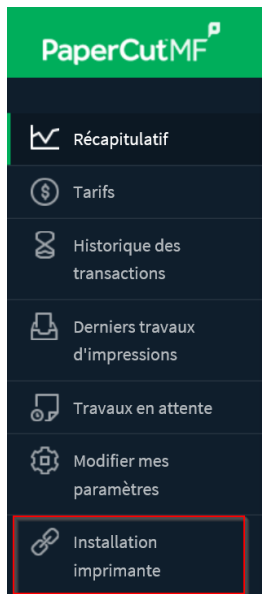 PaperCutMF
Récapitulatif
Tarifs
Historique des
transactions
Derniers travaux
d'impressions
Travaux en attente
Modifier mes
paramètres
Installation
imprimante